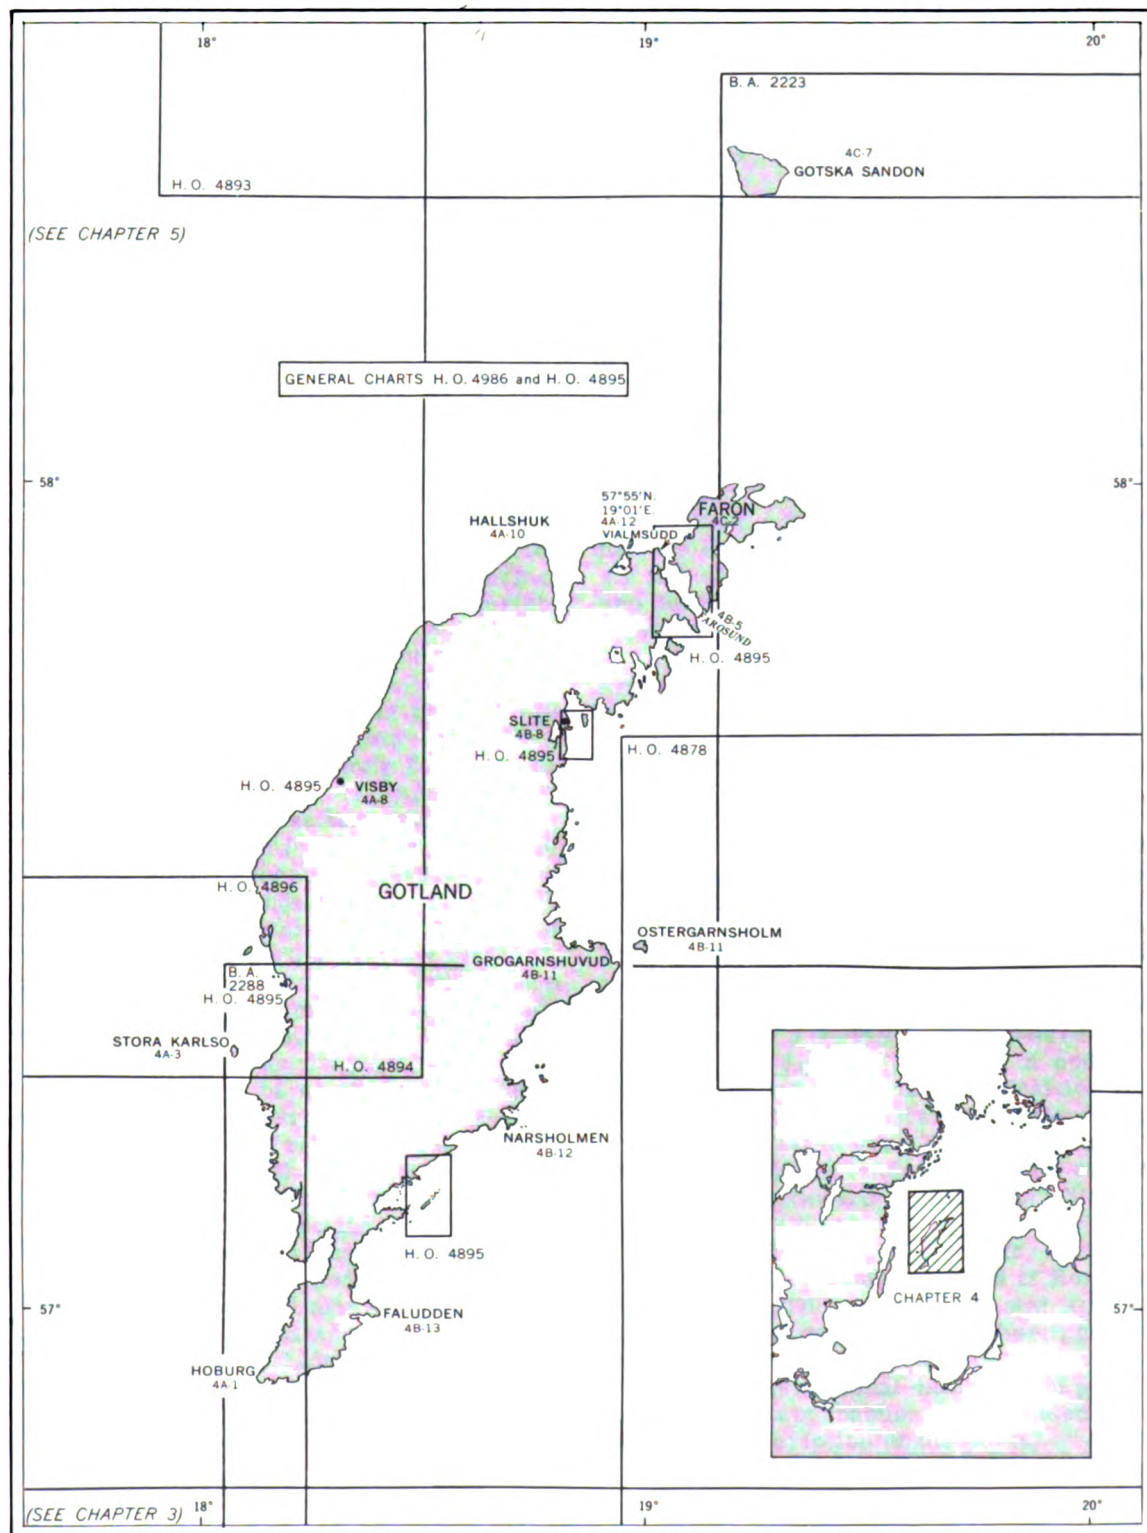 18°
19°
20°
B. A. 2223
4C-7
GOTSKA SANDON
H. O. 4893
(SEE CHAPTER 5)
GENERAL CHARTS H. O. 4986 and H. O. 4895
58°
58°
57°55'N.
19°01'E.
4A-12
VIALMSUDD
FARON
4C-2
HALLSHUK
4A-10
4B-5
FAROSUND
H. O. 4895
SLITE
4B-8
H. O. 4895
H. O. 4878
H. O. 4895
VISBY
4A-8
H. O. 4896
GOTLAND
OSTERGARNSHOLM
4B-11
GROGARNSHUVUD
4B-11
B. A.
2288
H. O. 4895
STORA KARLSO
4A-3
H. O. 4894
NARSHOLMEN
4B-12
H. O. 4895
CHAPTER 4
57°
57°
FALUDDEN
4B-13
HOBURG
4A-1
(SEE CHAPTER 3)
18°
19°
20°